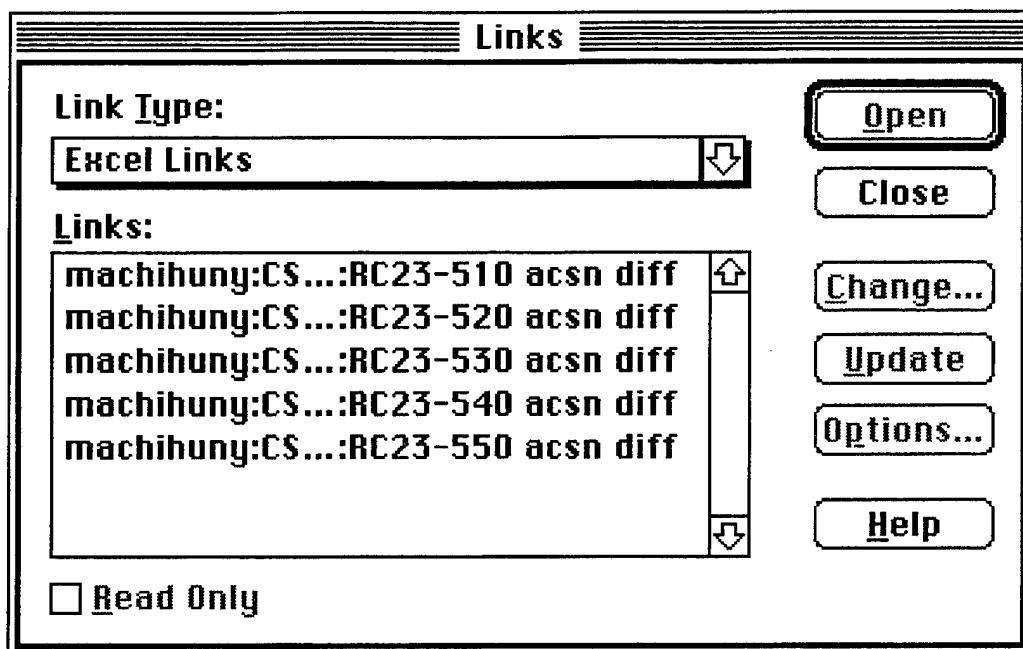 Links
Link Type:
Excel Links
Links:
machihuny:CS...:RC23-510 acsn diff
machihuny:CS...:RC23-520 acsn diff
machihuny:CS...:RC23-530 acsn diff
machihuny:CS...:RC23-540 acsn diff
machihuny:CS...:RC23-550 acsn diff
Read Only
Open
Close
Change...
Update
Options...
Help